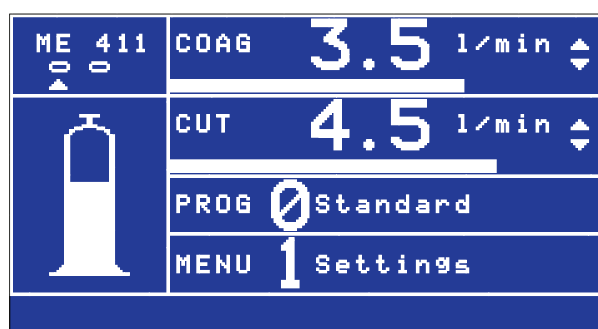 ME 411
COAG 3.5 l/min
CUT 4.5 l/min
PROG 0 Standard
MENU 1 Settings